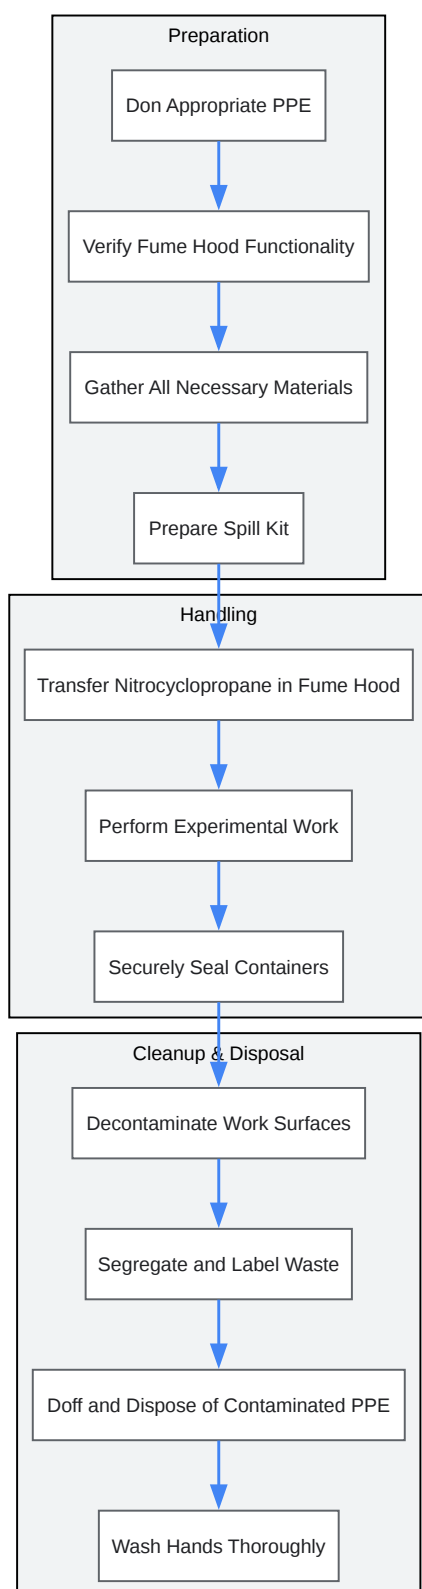 Preparation
Don Appropriate PPE
Verify Fume Hood Functionality
Gather All Necessary Materials
Prepare Spill Kit
Handling
Transfer Nitrocyclopropane in Fume Hood
Perform Experimental Work
Securely Seal Containers
Cleanup & Disposal
Decontaminate Work Surfaces
Segregate and Label Waste
Doff and Dispose of Contaminated PPE
Wash Hands Thoroughly